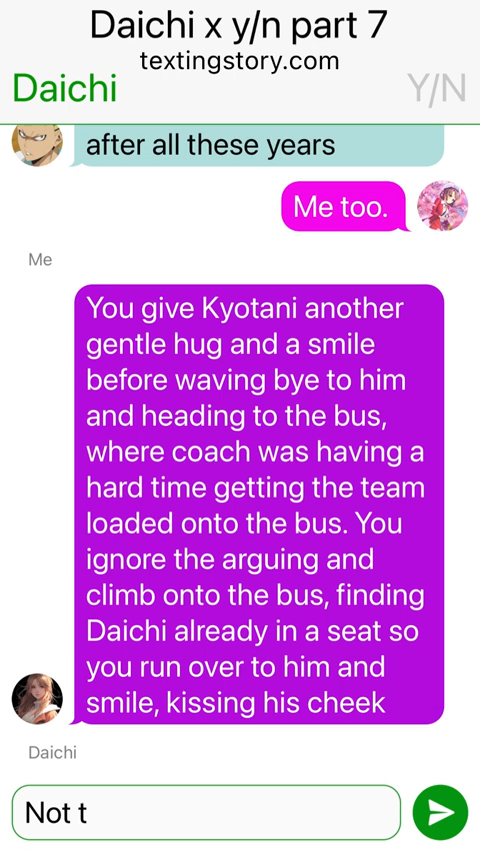 Daichi x y/n part 7
textingstory.com
Daichi
Y/N
after all these years
Me too.
Me
You give Kyotani another
gentle hug and a smile
before waving bye to him
and heading to the bus,
where coach was having a
hard time getting the team
loaded onto the bus. You
ignore the arguing and
climb onto the bus, finding
Daichi already in a seat so
you run over to him and
smile, kissing his cheek
Daichi
Not t